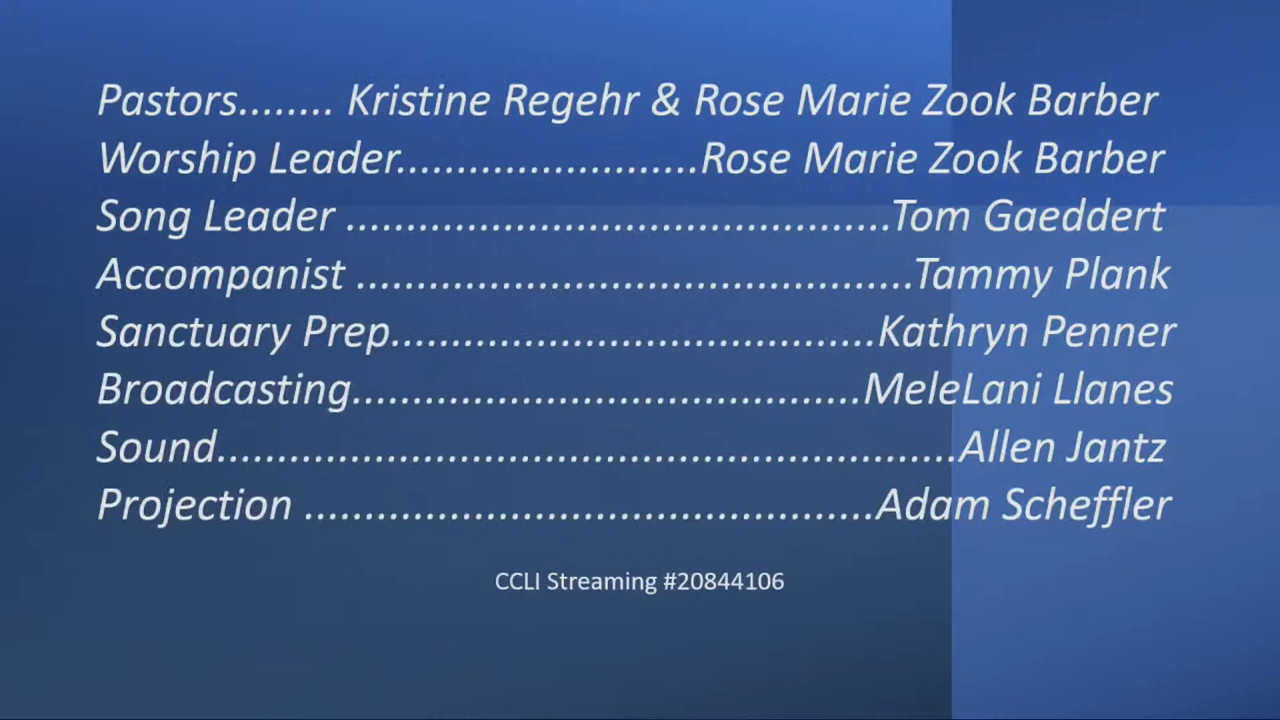 Pastors........ Kristine Regehr & Rose Marie Zook Barber
Worship Leader.........................Rose Marie Zook Barber
Song Leader .............................................Tom Gaeddert
Accompanist ..............................................Tammy Plank
Sanctuary Prep........................................Kathryn Penner
Broadcasting..........................................MeleLani Llanes
Sound.............................................................Allen Jantz
Projection ...............................................Adam Scheffler
CCLI Streaming #20844106